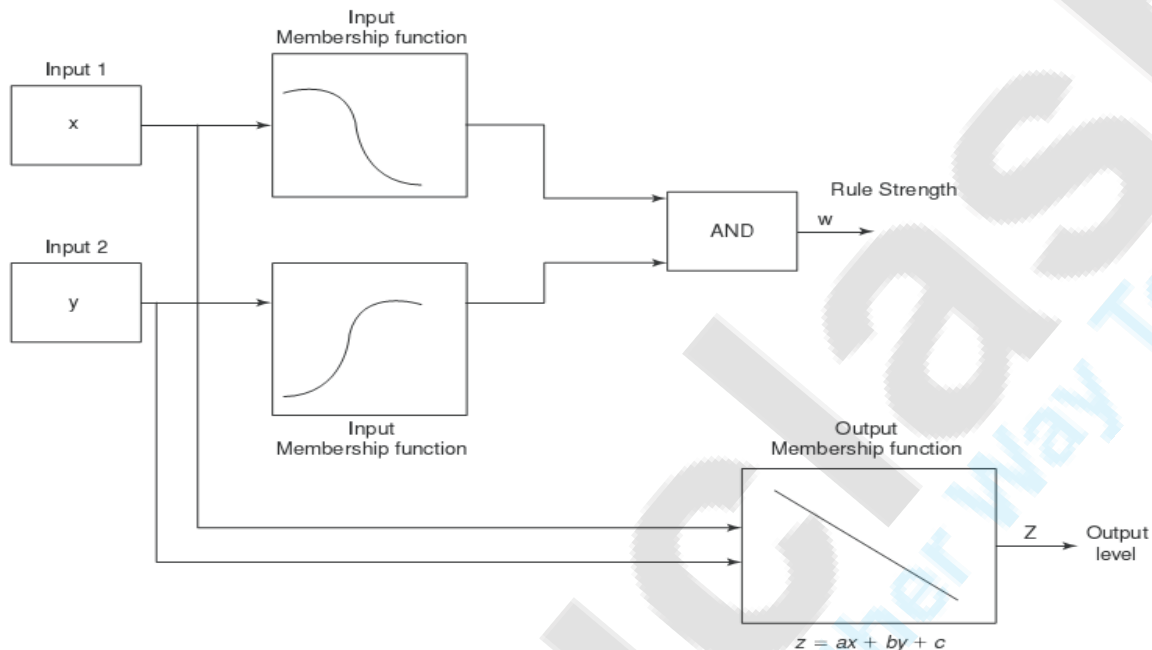 Input
Membership function
Input 1
x
AND
Rule Strength
w
Input 2
y
Input
Membership function
Output
Membership function
Z
Output
level
z = ax + by + c